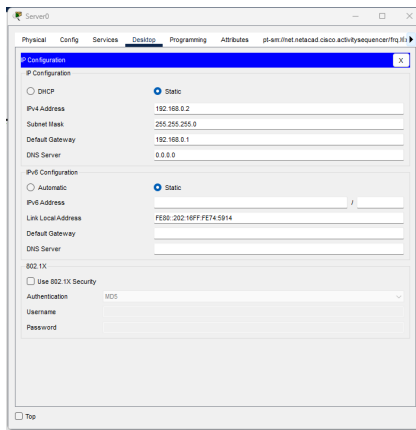 Server0
Physical Config Services Desktop Programming Attributes pt-sm://net.netacad.cisco.activitysequencer/frq.lif
IP Configuration X
IP Configuration
DHCP Static
IPv4 Address 192.168.0.2
Subnet Mask 255.255.255.0
Default Gateway 192.168.0.1
DNS Server 0.0.0.0
IPv6 Configuration
Automatic Static
IPv6 Address /
Link Local Address FE80::202:16FF:FE74:5914
Default Gateway
DNS Server
802.1X
Use 802.1X Security
Authentication MD5
Username
Password
Top